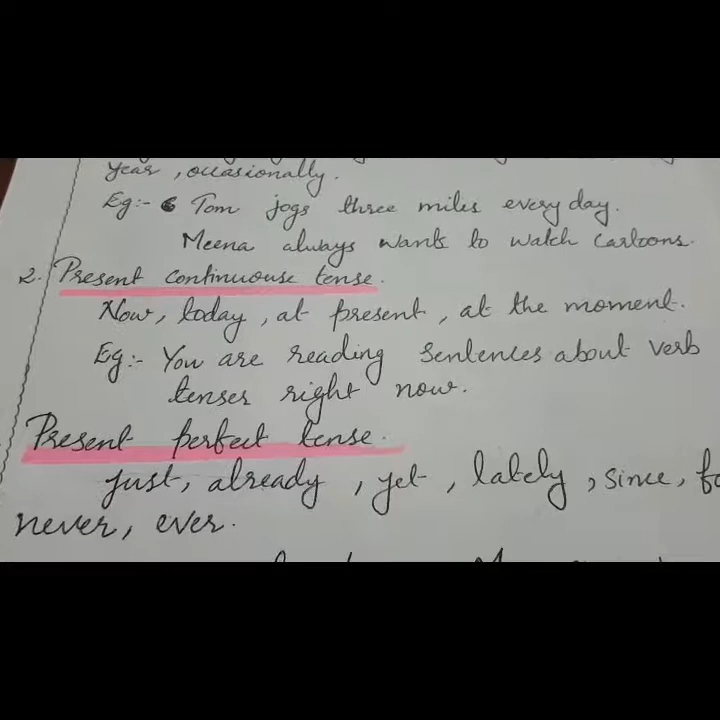 year, occasionally.
Eg:- Tom jogs three miles every day.
Meena always wants to watch cartoons.
2. Present continuouse tense.
Now, today, at present, at the moment.
Eg:- You are reading sentences about verb
tenses right now.
Present perfect tense.
just, already, yet, lately, since,
never, ever.